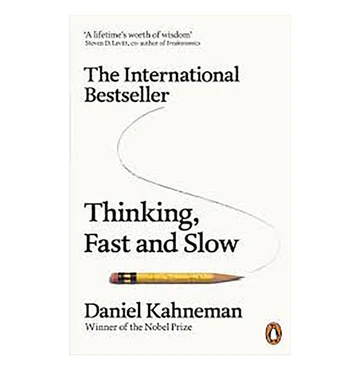 ‘A lifetime’s worth of wisdom’
Steven D. Levitt, co-author of Freakonomics
The International
Bestseller
Thinking,
Fast and Slow
Daniel Kahneman
Winner of the Nobel Prize